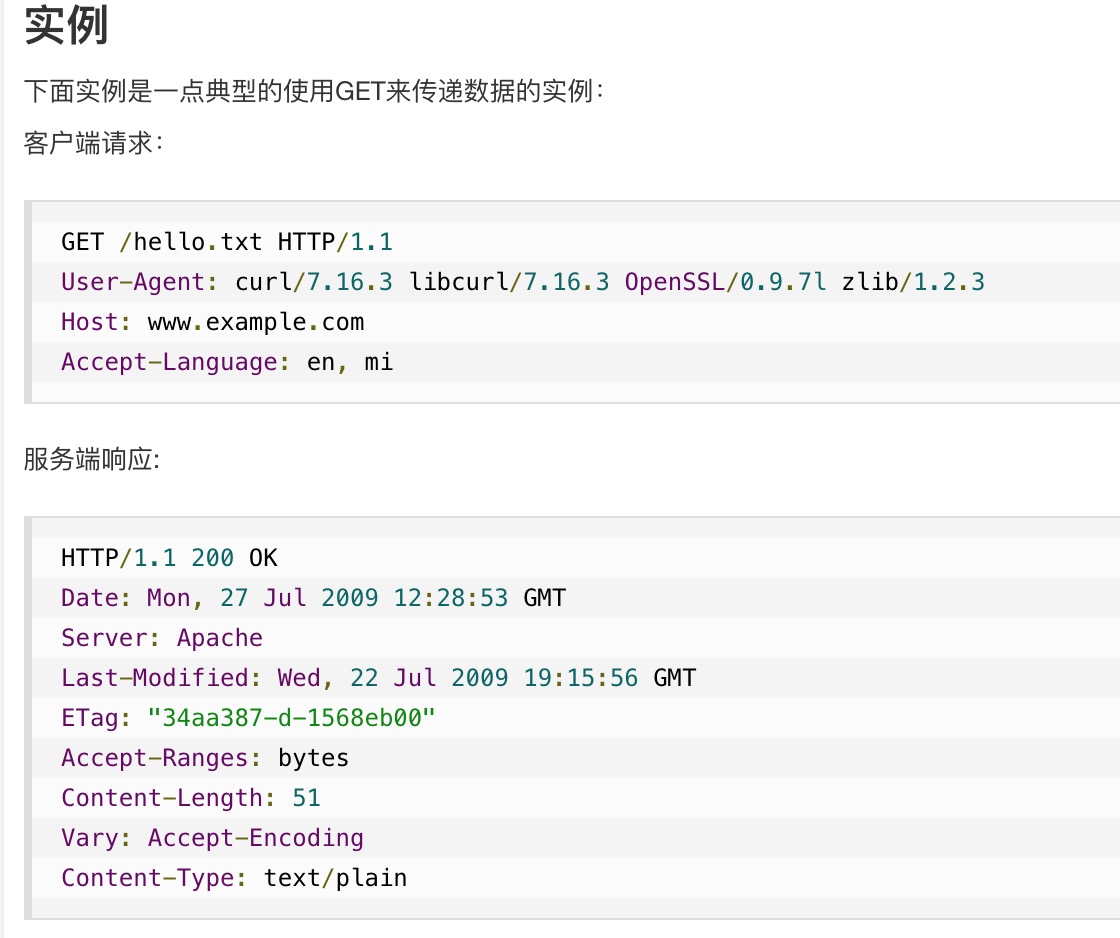 实例
下面实例是一点典型的使用GET来传递数据的实例：
客户端请求：
GET /hello.txt HTTP/1.1
User-Agent: curl/7.16.3 libcurl/7.16.3 OpenSSL/0.9.7l zlib/1.2.3
Host: www.example.com
Accept-Language: en, mi
服务端响应:
HTTP/1.1 200 OK
Date: Mon, 27 Jul 2009 12:28:53 GMT
Server: Apache
Last-Modified: Wed, 22 Jul 2009 19:15:56 GMT
ETag: "34aa387-d-1568eb00"
Accept-Ranges: bytes
Content-Length: 51
Vary: Accept-Encoding
Content-Type: text/plain